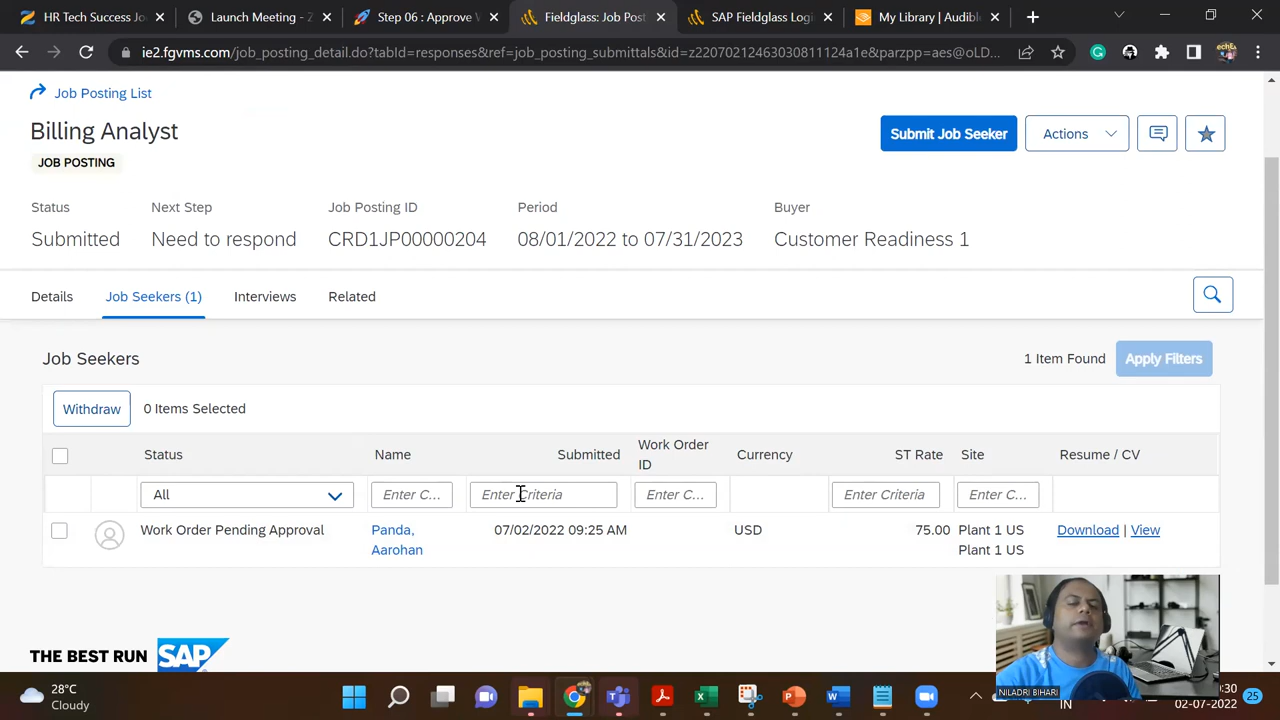 HR Tech Success Jo
Launch Meeting - Z
Step 06 : Approve W
Fieldglass: Job Post
SAP Fieldglass Logi
My Library | Audible
ie2.fgvms.com/job_posting_detail.do?tabId=responses&ref=job_posting_submittals&id=z22070212463030811124a1e&parzpp=aes@oLD...
Job Posting List
Billing Analyst
JOB POSTING
Submit Job Seeker
Actions
Status
Next Step
Job Posting ID
Period
Buyer
Submitted
Need to respond
CRD1JP00000204
08/01/2022 to 07/31/2023
Customer Readiness 1
Details
Job Seekers (1)
Interviews
Related
Job Seekers
1 Item Found
Apply Filters
Withdraw
0 Items Selected
Status
Name
Submitted
Work Order
ID
Currency
ST Rate
Site
Resume / CV
All
Enter C...
Enter Criteria
Enter C...
Enter Criteria
Enter C...
Work Order Pending Approval
Panda,
Aarohan
07/02/2022 09:25 AM
USD
75.00
Plant 1 US
Plant 1 US
Download | View
THE BEST RUN SAP
NILADRI BIHARI
28°C
Cloudy
IN
:30
02-07-2022
25